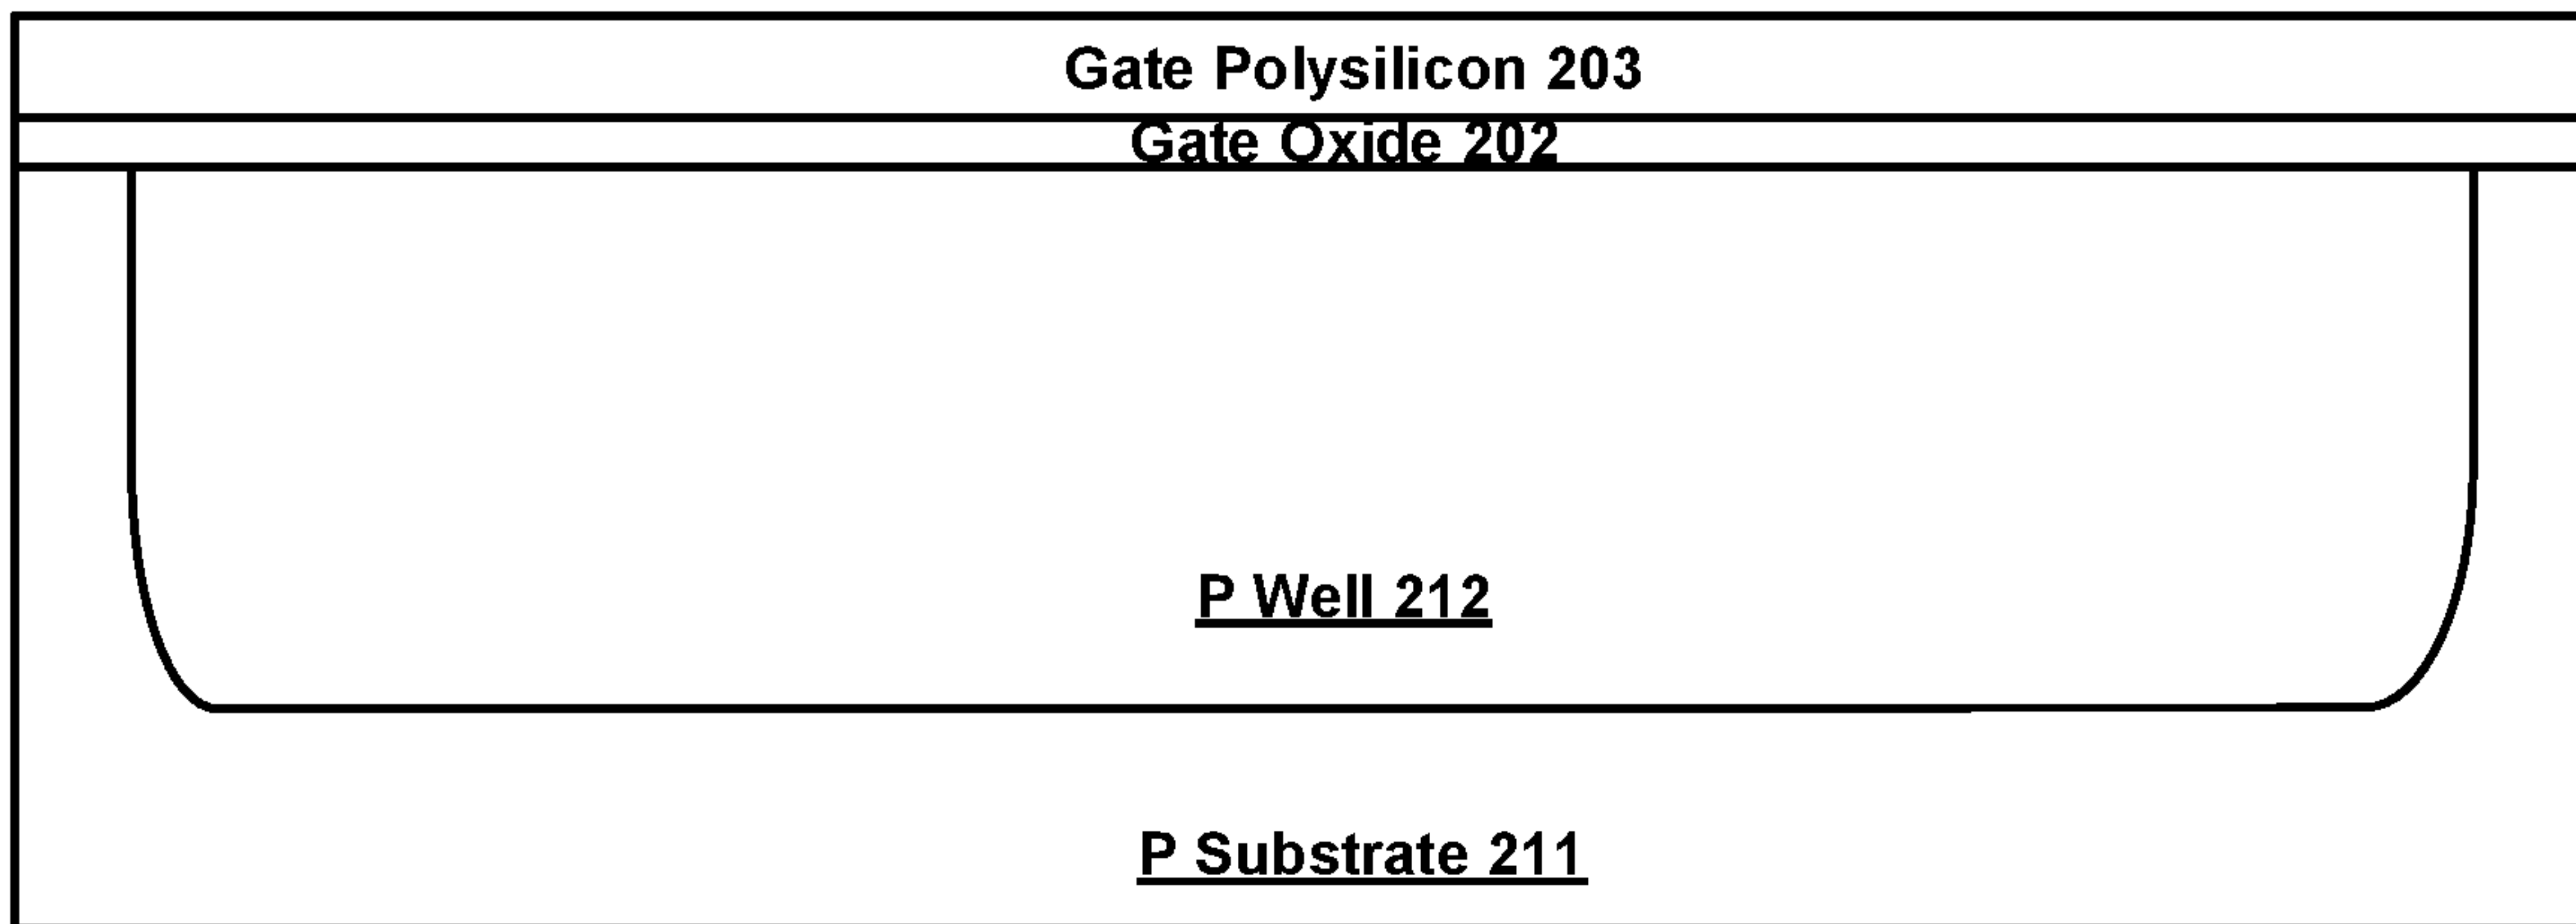 Gate Polysilicon 203
Gate Oxide 202
P Well 212
P Substrate 211